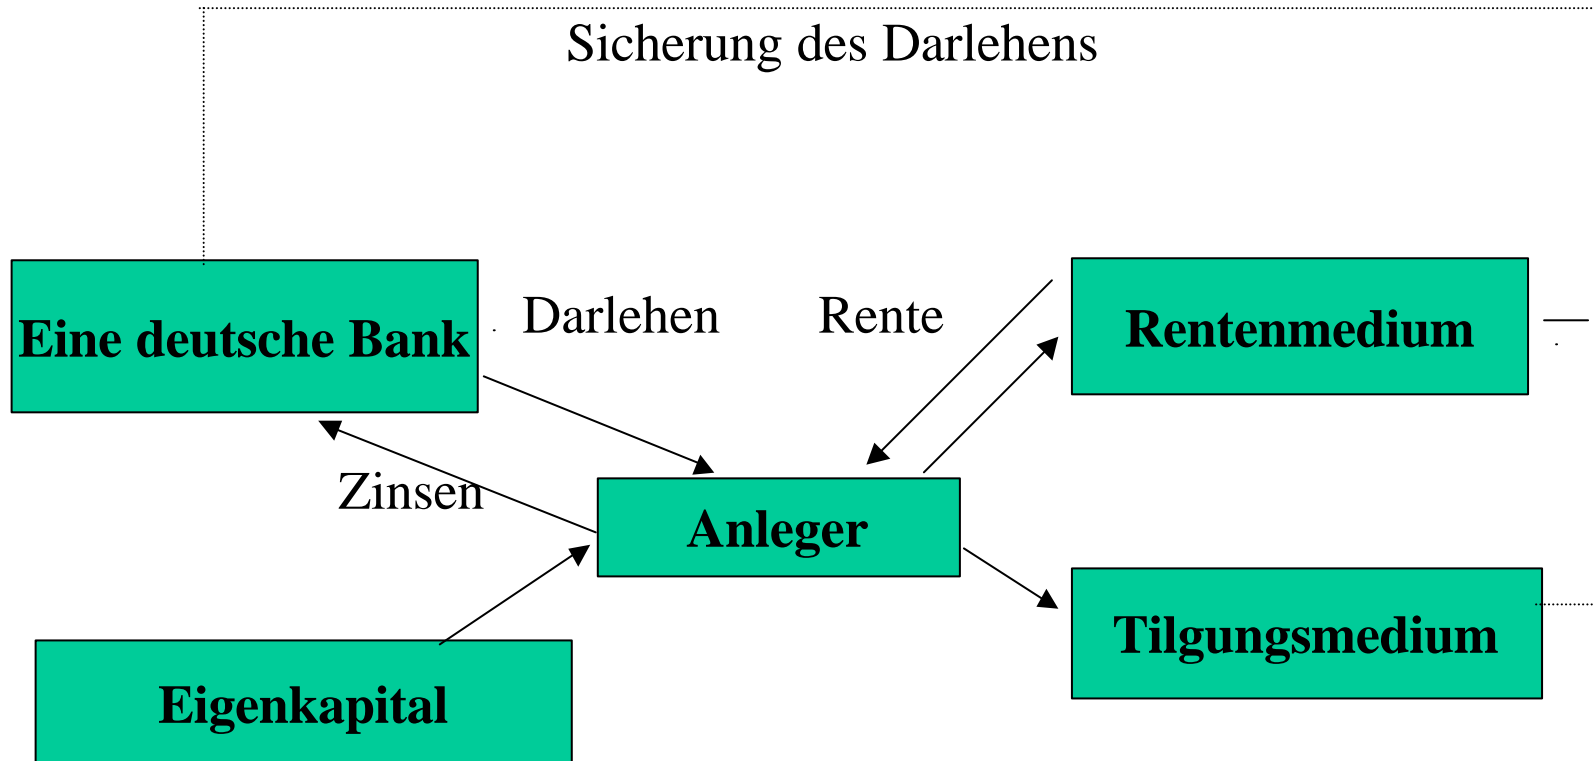 Sicherung des Darlehens
Eine deutsche Bank
Darlehen
Rente
Rentenmedium
Zinsen
Anleger
Tilgungsmedium
Eigenkapital